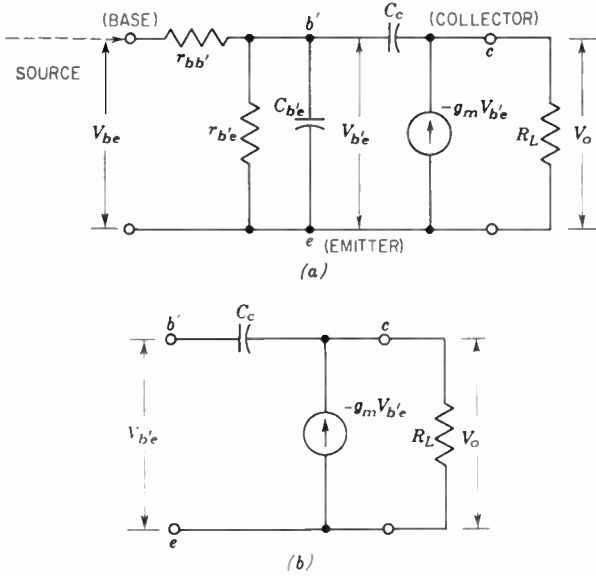 (BASE) b' C_c (COLLECTOR)
SOURCE r_bb' c
V_be r_b'e C_b'e V_b'e -g_m V_b'e R_L V_o
e (EMITTER)
(a)
b' C_c c
V_b'e -g_m V_b'e R_L V_o
e
(b)